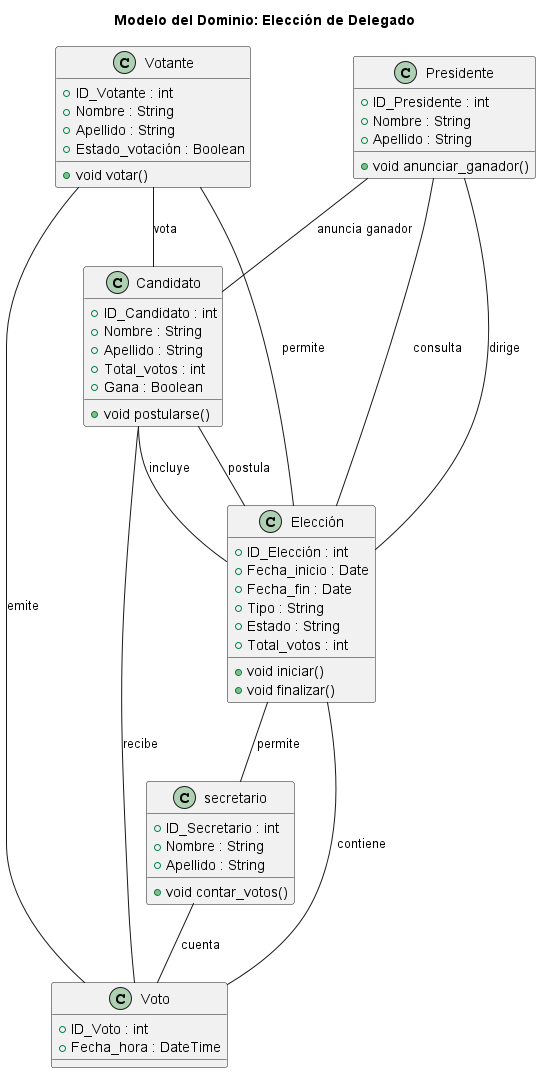 Modelo del Dominio: Elección de Delegado
C Votante
ID_Votante : int
Nombre : String
Apellido : String
Estado_votación : Boolean
void votar()
C Presidente
ID_Presidente : int
Nombre : String
Apellido : String
void anunciar_ganador()
vota
anuncia ganador
C Candidato
ID_Candidato : int
Nombre : String
Apellido : String
Total_votos : int
Gana : Boolean
void postularse()
permite
consulta
dirige
incluye
postula
C Elección
ID_Elección : int
Fecha_inicio : Date
Fecha_fin : Date
Tipo : String
Estado : String
Total_votos : int
void iniciar()
void finalizar()
emite
recibe
permite
C secretario
ID_Secretario : int
Nombre : String
Apellido : String
void contar_votos()
contiene
cuenta
C Voto
ID_Voto : int
Fecha_hora : DateTime